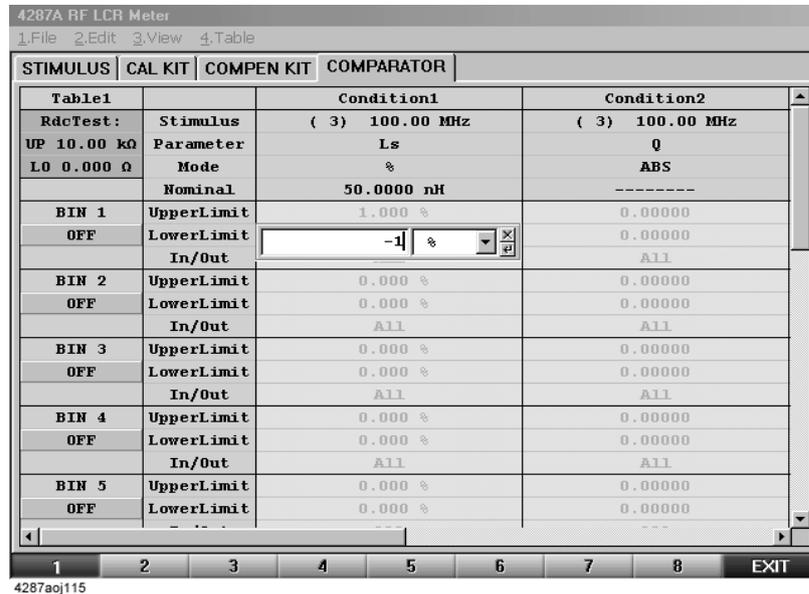 4287A RF LCR Meter
1.File 2.Edit 3.View 4.Table
STIMULUS CAL KIT COMPEN KIT COMPARATOR
Table1 Condition1 Condition2
RdcTest: Stimulus ( 3) 100.00 MHz ( 3) 100.00 MHz
UP 10.00 kΩ Parameter Ls Q
LO 0.000 Ω Mode % ABS
Nominal 50.0000 nH --------
BIN 1 UpperLimit 1.000 % 0.00000
OFF LowerLimit -1 % 0.00000
In/Out All
BIN 2 UpperLimit 0.000 % 0.00000
OFF LowerLimit 0.000 % 0.00000
In/Out All All
BIN 3 UpperLimit 0.000 % 0.00000
OFF LowerLimit 0.000 % 0.00000
In/Out All All
BIN 4 UpperLimit 0.000 % 0.00000
OFF LowerLimit 0.000 % 0.00000
In/Out All All
BIN 5 UpperLimit 0.000 % 0.00000
OFF LowerLimit 0.000 % 0.00000
1 2 3 4 5 6 7 8 EXIT
4287aoj115